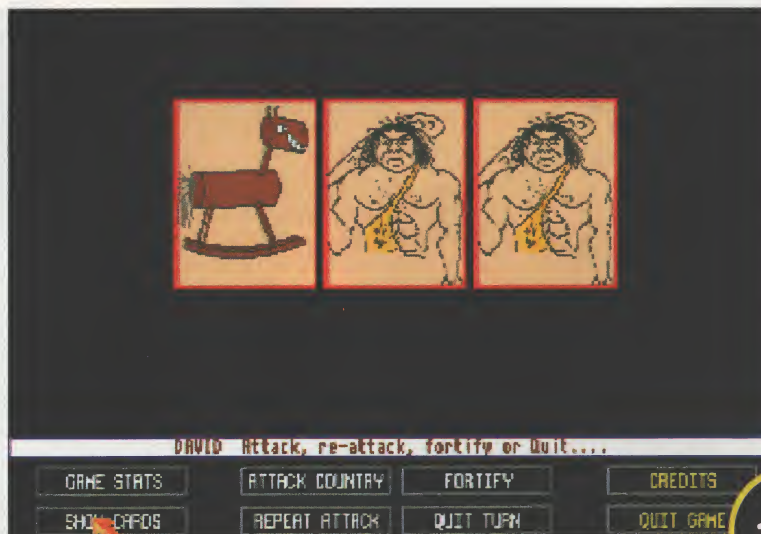 DAVID Attack, re-attack, fortify or Quit....
GAME STATS ATTACK COUNTRY FORTIFY CREDITS
SHOW CARDS REPEAT ATTACK QUIT TURN QUIT GAME